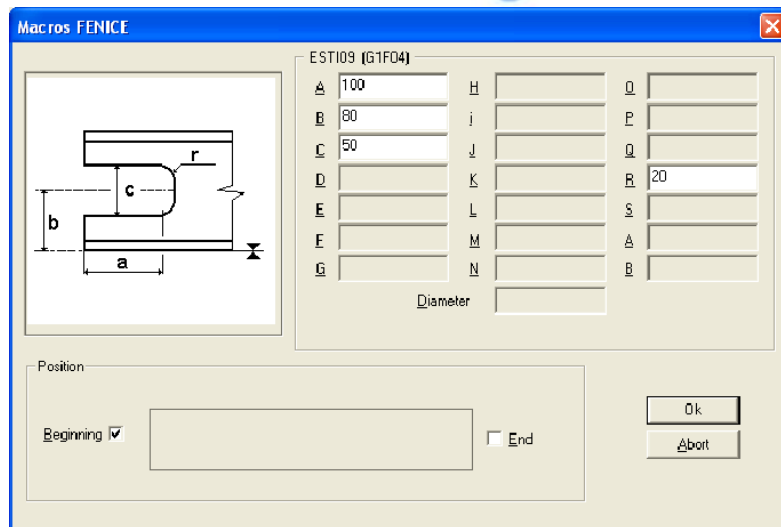 Macros FENICE
ESTI09 (G1F04)
A 100 H O
B 80 i P
C 50 J Q
D K R 20
E L S
F M A
G N B
Diameter
r
c
b
a
Position
Beginning End
Ok
Abort